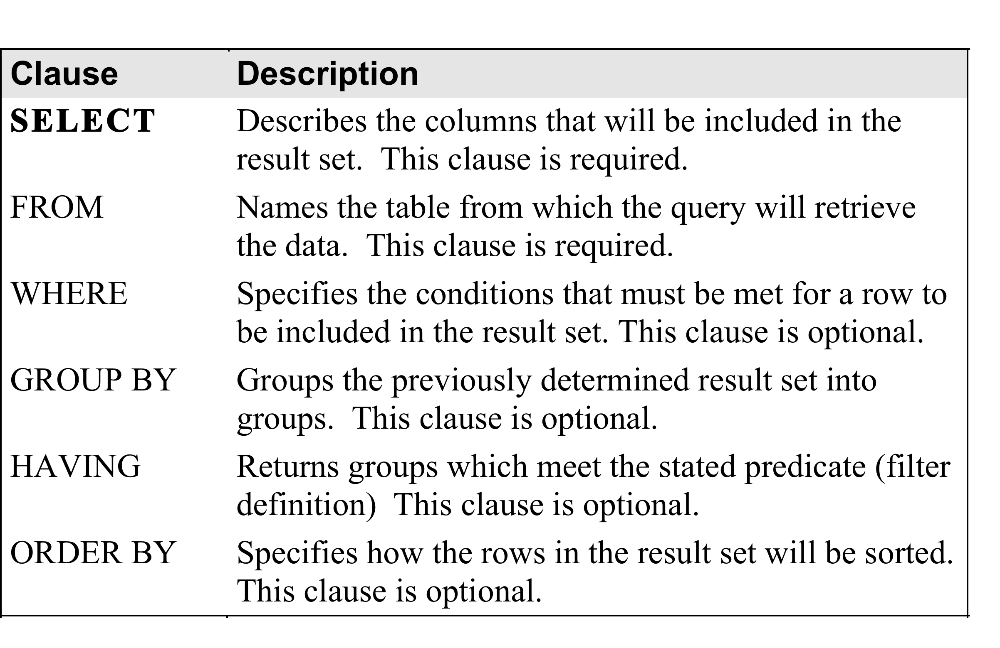 Clause Description
SELECT Describes the columns that will be included in the
result set.  This clause is required.
FROM Names the table from which the query will retrieve
the data.  This clause is required.
WHERE Specifies the conditions that must be met for a row to
be included in the result set. This clause is optional.
GROUP BY Groups the previously determined result set into
groups.  This clause is optional.
HAVING Returns groups which meet the stated predicate (filter
definition)  This clause is optional.
ORDER BY Specifies how the rows in the result set will be sorted.
This clause is optional.